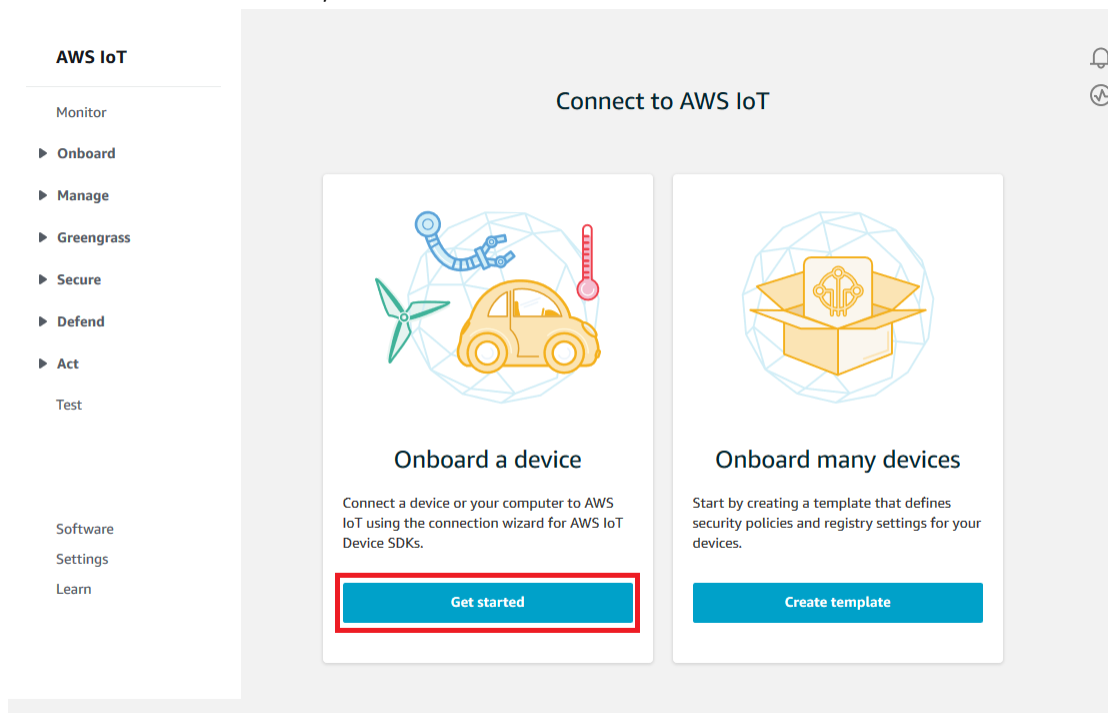 AWS IoT
Monitor
Onboard
Manage
Greengrass
Secure
Defend
Act
Test
Software
Settings
Learn
Connect to AWS IoT
Onboard a device
Connect a device or your computer to AWS
IoT using the connection wizard for AWS IoT
Device SDKs.
Get started
Onboard many devices
Start by creating a template that defines
security policies and registry settings for your
devices.
Create template